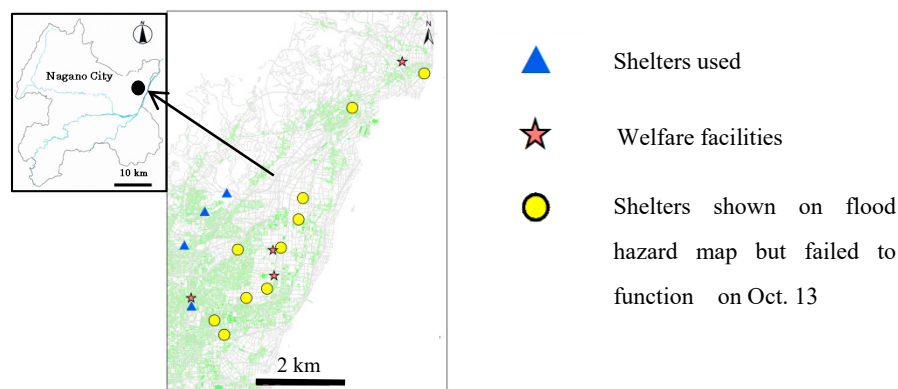 N
Nagano City
10 km
N
2 km
Shelters used
Welfare facilities
Shelters shown on flood
hazard map but failed to
function on Oct. 13